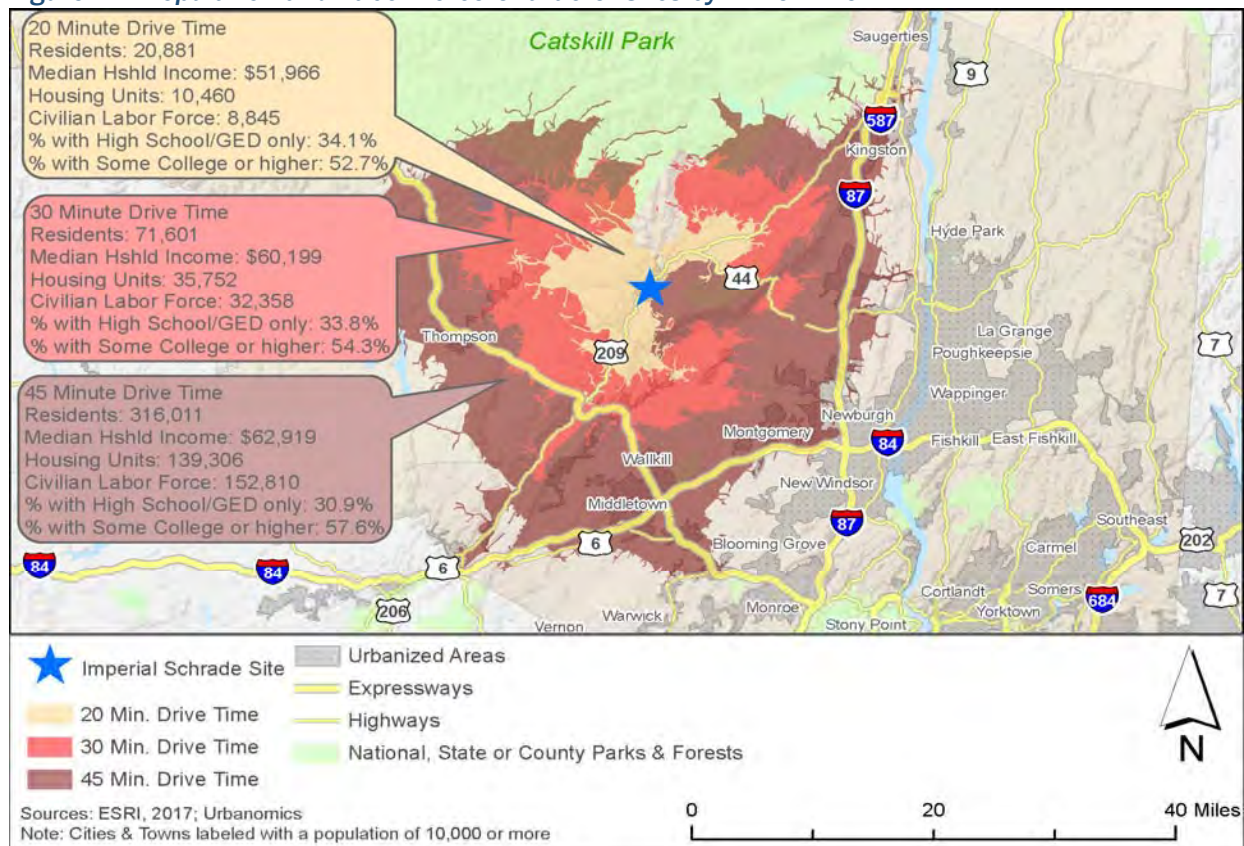 20 Minute Drive Time
Residents: 20,881
Median Hshld Income: $51,966
Housing Units: 10,460
Civilian Labor Force: 8,845
% with High School/GED only: 34.1%
% with Some College or higher: 52.7%
30 Minute Drive Time
Residents: 71,601
Median Hshld Income: $60,199
Housing Units: 35,752
Civilian Labor Force: 32,358
% with High School/GED only: 33.8%
% with Some College or higher: 54.3%
45 Minute Drive Time
Residents: 316,011
Median Hshld Income: $62,919
Housing Units: 139,306
Civilian Labor Force: 152,810
% with High School/GED only: 30.9%
% with Some College or higher: 57.6%
Catskill Park
Saugerties
9
587
Kingston
87
Hyde Park
44
Thompson
209
La Grange
Poughkeepsie
7
Wappinger
Newburgh
Montgomery
84
Fishkill
East Fishkill
Wallkill
New Windsor
Middletown
87
Southeast
6
Blooming Grove
Carmel
202
84
84
6
206
Cortlandt
Somers
684
7
Monroe
Yorktown
Warwick
Stony Point
Vernon
Imperial Schrade Site
20 Min. Drive Time
30 Min. Drive Time
45 Min. Drive Time
Urbanized Areas
Expressways
Highways
National, State or County Parks & Forests
N
Sources: ESRI, 2017; Urbanomics
Note: Cities & Towns labeled with a population of 10,000 or more
0 20 40 Miles